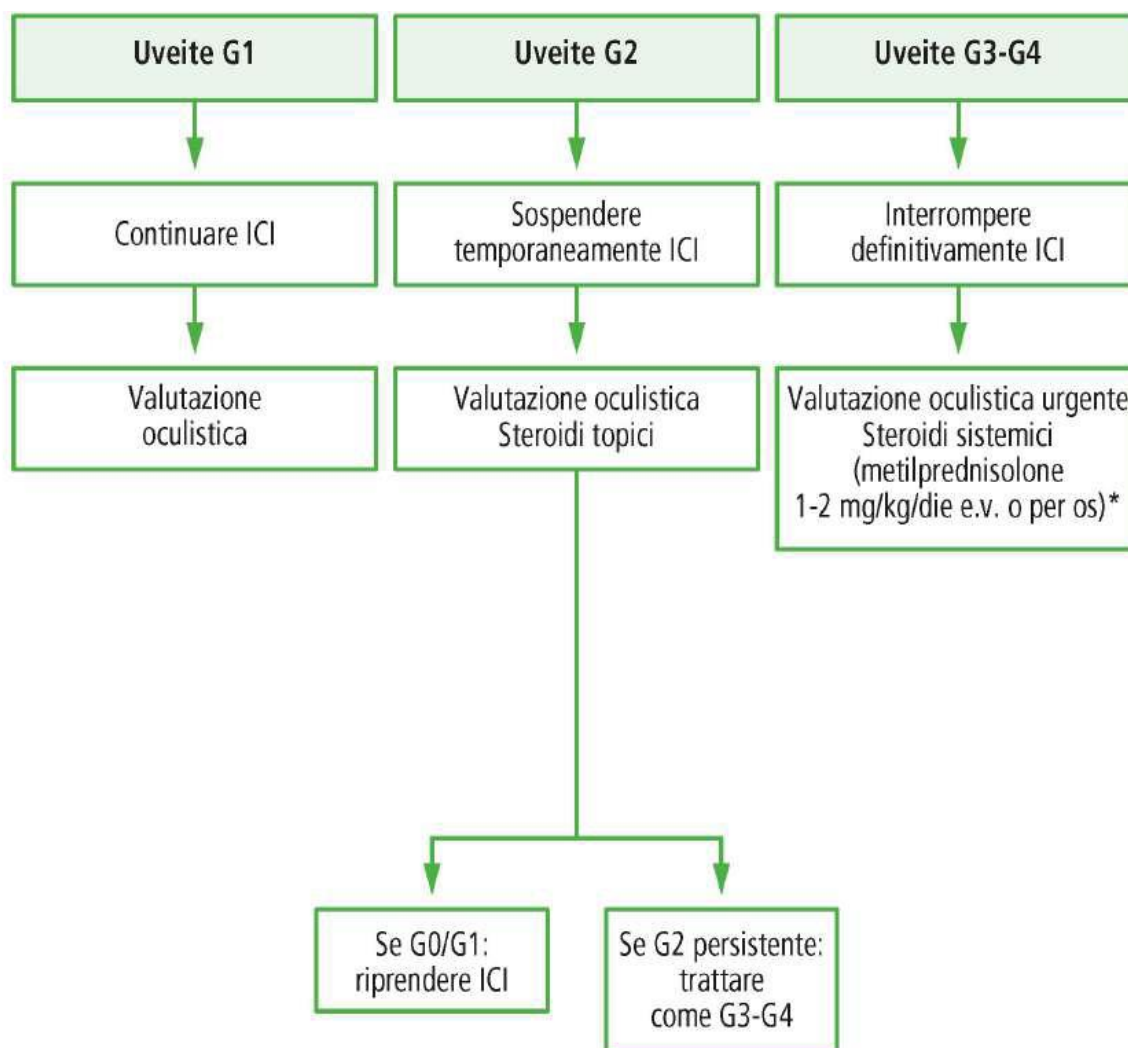 Uveite G1
Uveite G2
Uveite G3-G4
Continuare ICI
Sospendere
temporaneamente ICI
Interrompere
definitivamente ICI
Valutazione
oculistica
Valutazione oculistica
Steroidi topici
Valutazione oculistica urgente
Steroidi sistemici
(metilprednisolone
1-2 mg/kg/die e.v. o per os)*
Se G0/G1:
riprendere ICI
Se G2 persistente:
trattare
come G3-G4